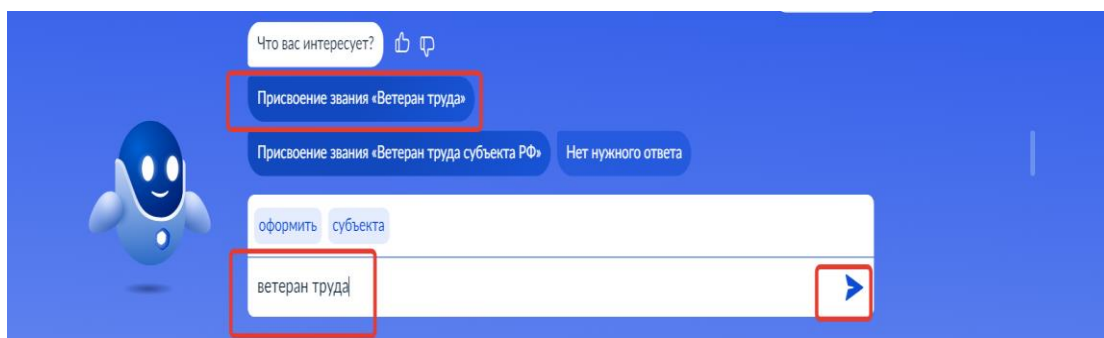 Что вас интересует?
Присвоение звания «Ветеран труда»
Присвоение звания «Ветеран труда субъекта РФ» Нет нужного ответа
оформить субъекта
ветеран труда